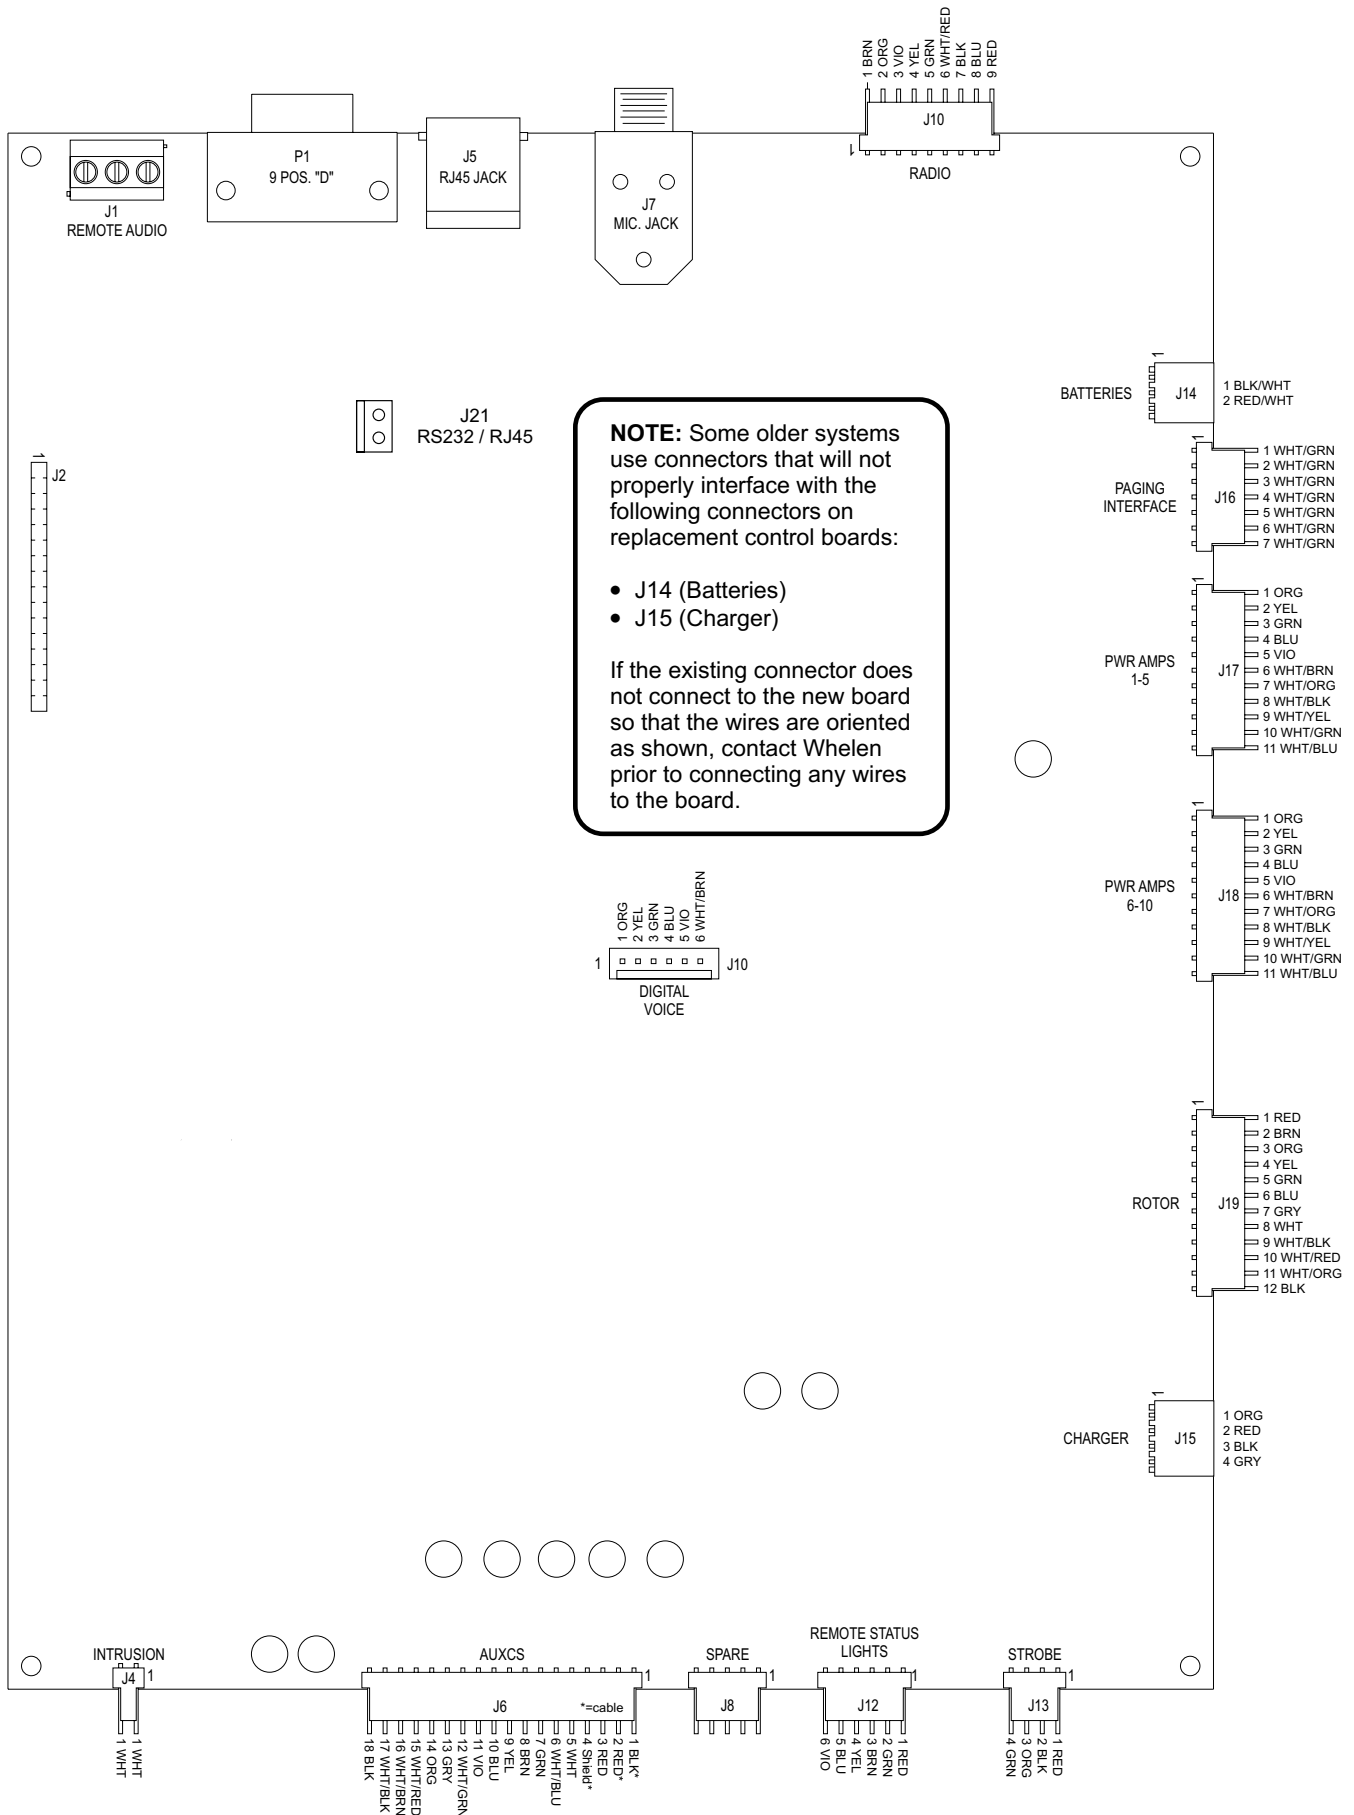 1 BRN
2 ORG
3 VIO
4 YEL
5 GRN
6 WHT/RED
7 BLK
8 BLU
9 RED
J10
1
RADIO
P1
9 POS. "D"
J5
RJ45 JACK
J7
MIC. JACK
J1
REMOTE AUDIO
1
BATTERIES
J14
1 BLK/WHT
2 RED/WHT
J21
RS232 / RJ45
1
J2
NOTE: Some older systems
use connectors that will not
properly interface with the
following connectors on
replacement control boards:
• J14 (Batteries)
• J15 (Charger)
If the existing connector does
not connect to the new board
so that the wires are oriented
as shown, contact Whelen
prior to connecting any wires
to the board.
1
PAGING
INTERFACE
J16
1 WHT/GRN
2 WHT/GRN
3 WHT/GRN
4 WHT/GRN
5 WHT/GRN
6 WHT/GRN
7 WHT/GRN
1
PWR AMPS
1-5
J17
1 ORG
2 YEL
3 GRN
4 BLU
5 VIO
6 WHT/BRN
7 WHT/ORG
8 WHT/BLK
9 WHT/YEL
10 WHT/GRN
11 WHT/BLU
1
PWR AMPS
6-10
J18
1 ORG
2 YEL
3 GRN
4 BLU
5 VIO
6 WHT/BRN
7 WHT/ORG
8 WHT/BLK
9 WHT/YEL
10 WHT/GRN
11 WHT/BLU
1 ORG
2 YEL
3 GRN
4 BLU
5 VIO
6 WHT/BRN
1
J10
DIGITAL
VOICE
1
ROTOR
J19
1 RED
2 BRN
3 ORG
4 YEL
5 GRN
6 BLU
7 GRY
8 WHT
9 WHT/BLK
10 WHT/RED
11 WHT/ORG
12 BLK
1
CHARGER
J15
1 ORG
2 RED
3 BLK
4 GRY
INTRUSION
J4
1
1 WHT
1 WHT
AUXCS
1
J6
*=cable
18 BLK
17 WHT/BLK
16 WHT/BRN
15 WHT/RED
14 ORG
13 GRY
12 WHT/GRN
11 VIO
10 BLU
9 YEL
8 BRN
7 GRN
6 WHT/BLU
5 WHT
4 Shield*
3 RED
2 RED*
1 BLK*
SPARE
1
J8
REMOTE STATUS
LIGHTS
1
J12
6 VIO
5 BLU
4 YEL
3 BRN
2 GRN
1 RED
STROBE
1
J13
4 GRN
3 ORG
2 BLK
1 RED